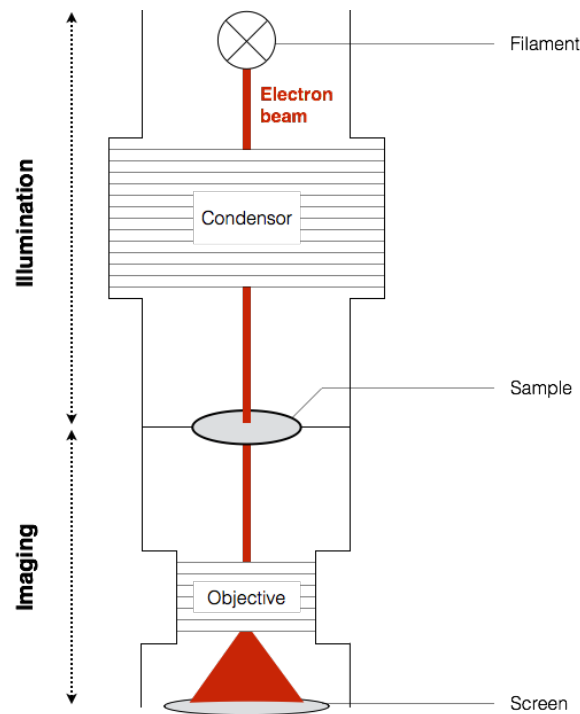 Filament
Electron
beam
Illumination
Condensor
Sample
Imaging
Objective
Screen